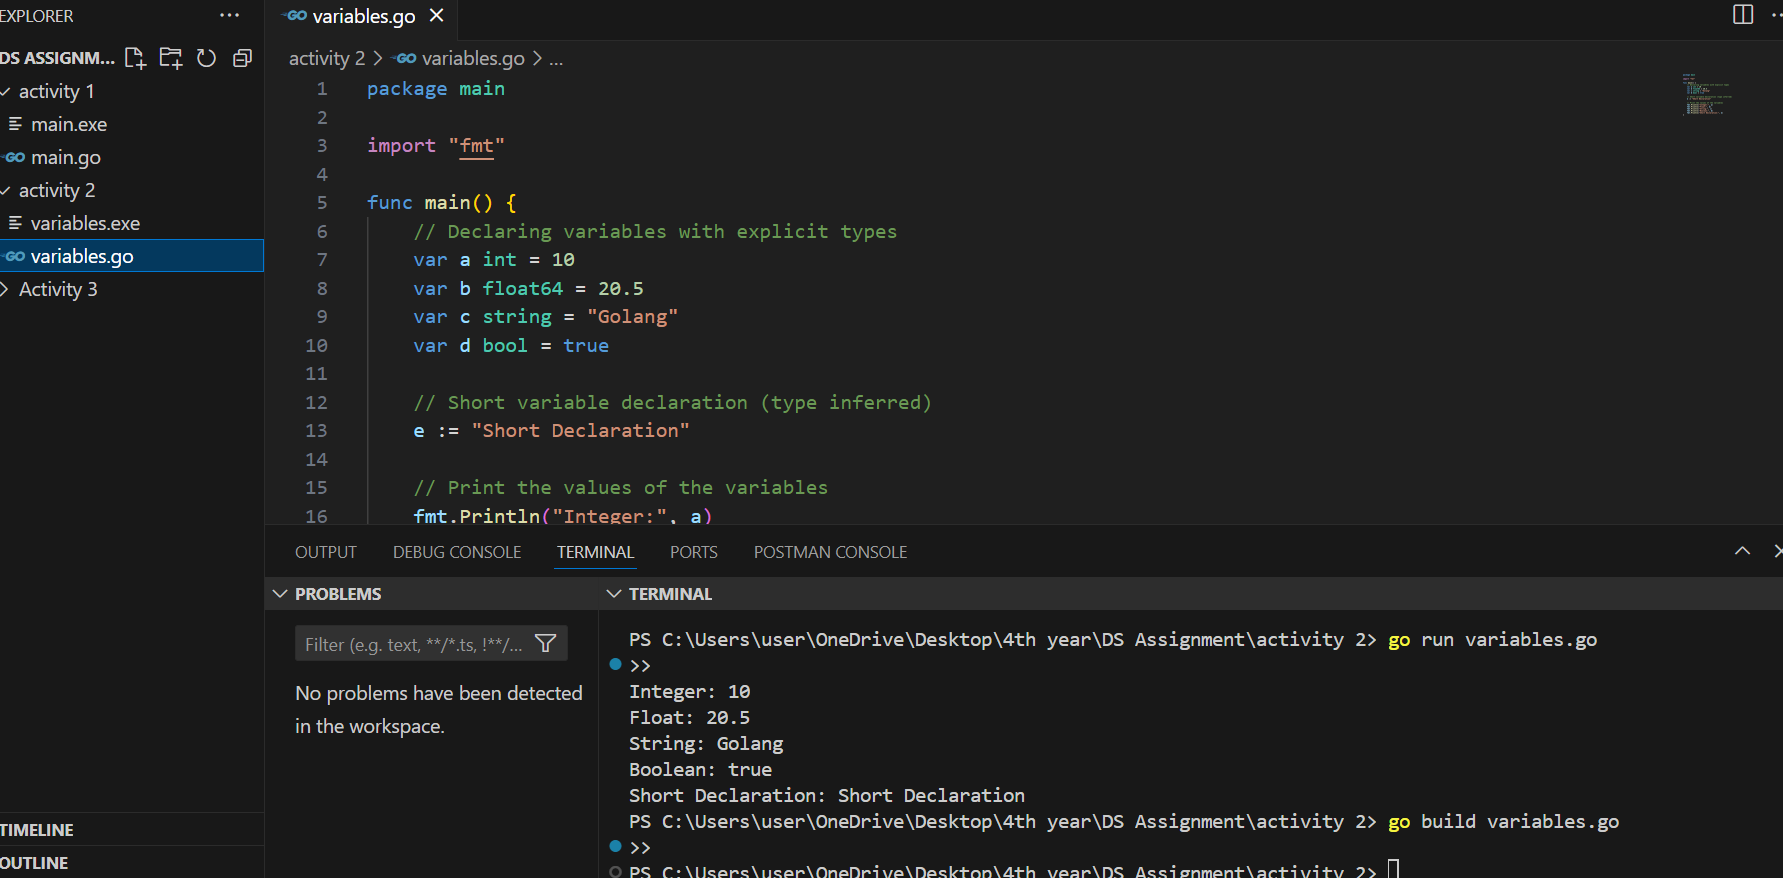 EXPLORER
DS ASSIGNM...
activity 1
main.exe
GO main.go
activity 2
variables.exe
GO variables.go
Activity 3
TIMELINE
OUTLINE
GO variables.go
activity 2 > GO variables.go > ...
1 package main
2
3 import "fmt"
4
5 func main() {
6 // Declaring variables with explicit types
7 var a int = 10
8 var b float64 = 20.5
9 var c string = "Golang"
10 var d bool = true
11
12 // Short variable declaration (type inferred)
13 e := "Short Declaration"
14
15 // Print the values of the variables
16 fmt.Println("Integer:", a)
OUTPUT DEBUG CONSOLE TERMINAL PORTS POSTMAN CONSOLE
PROBLEMS
Filter (e.g. text, **/*.ts, !**/...
No problems have been detected
in the workspace.
TERMINAL
PS C:\Users\user\OneDrive\Desktop\4th year\DS Assignment\activity 2> go run variables.go
>>
Integer: 10
Float: 20.5
String: Golang
Boolean: true
Short Declaration: Short Declaration
PS C:\Users\user\OneDrive\Desktop\4th year\DS Assignment\activity 2> go build variables.go
>>
PS C:\Users\user\OneDrive\Desktop\4th year\DS Assignment\activity 2>